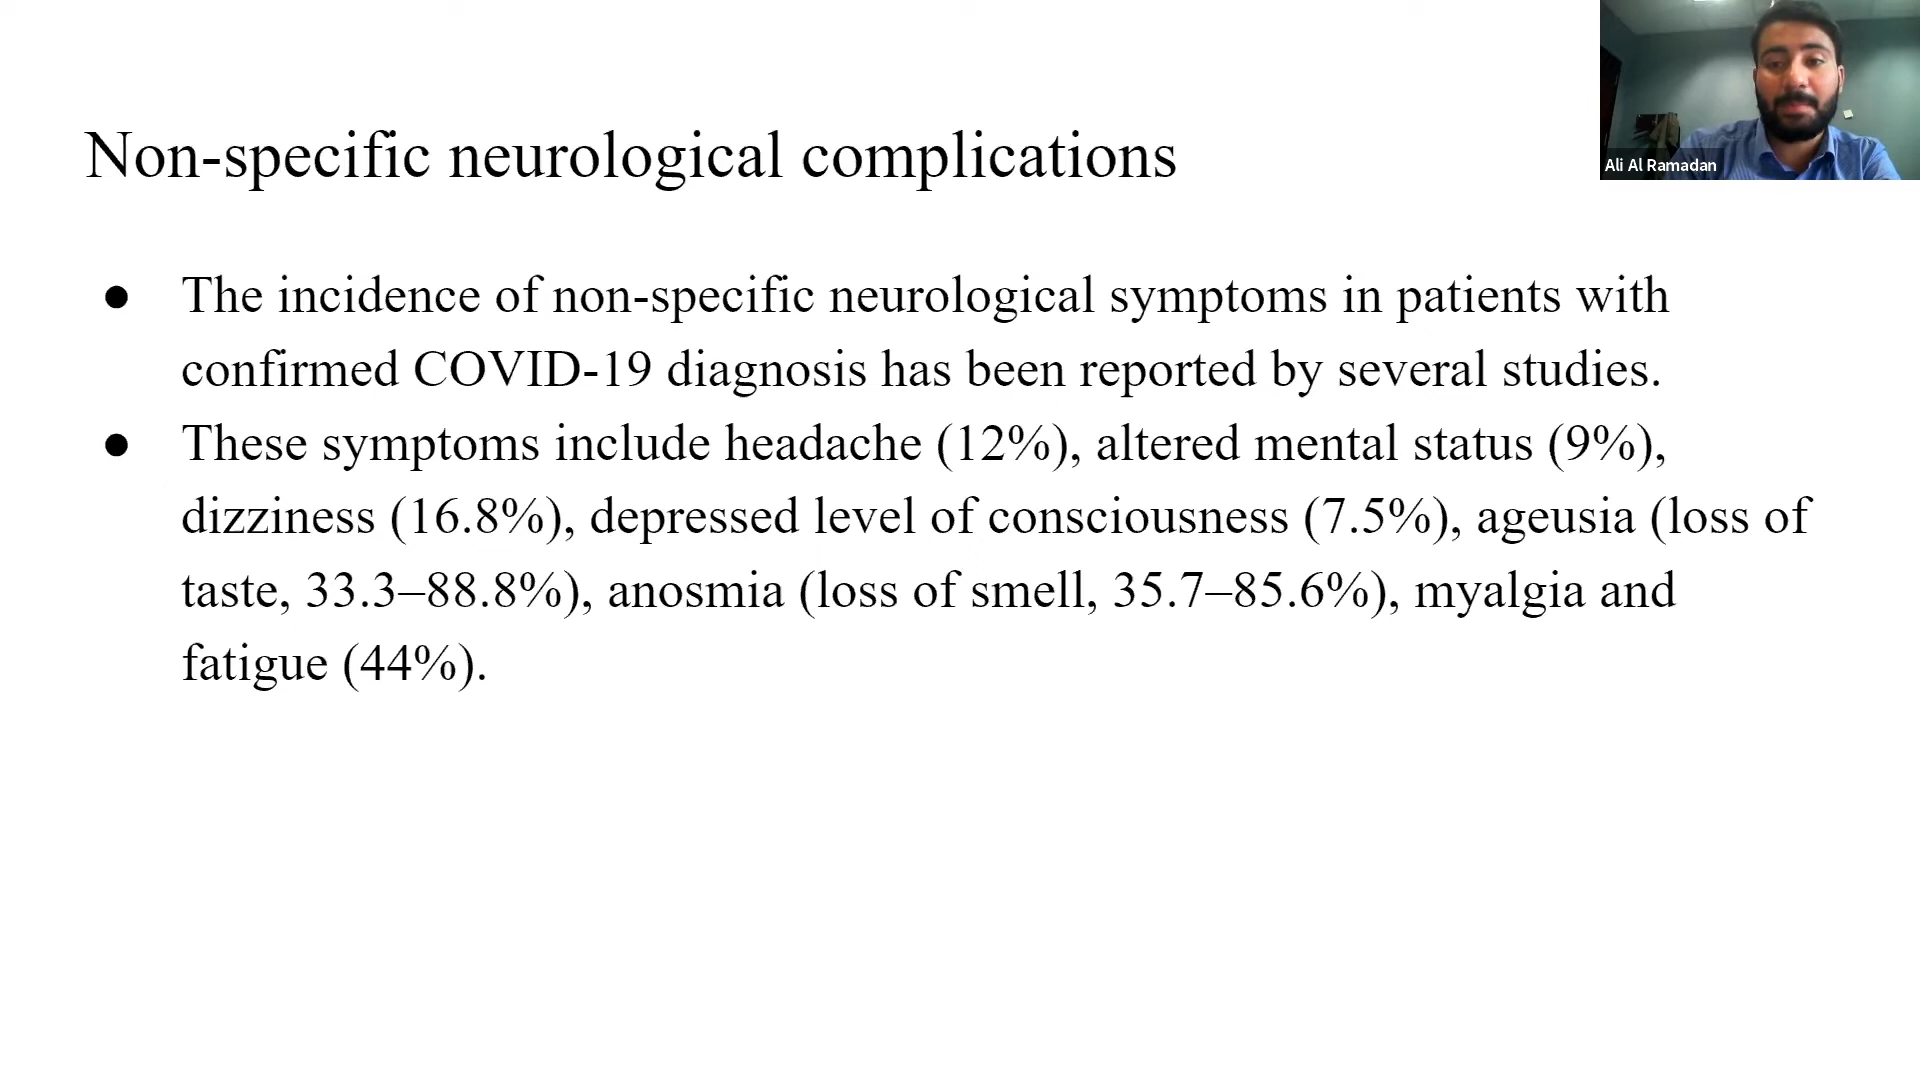 Non-specific neurological complications
Ali Al Ramadan
● The incidence of non-specific neurological symptoms in patients with
confirmed COVID-19 diagnosis has been reported by several studies.
● These symptoms include headache (12%), altered mental status (9%),
dizziness (16.8%), depressed level of consciousness (7.5%), ageusia (loss of
taste, 33.3–88.8%), anosmia (loss of smell, 35.7–85.6%), myalgia and
fatigue (44%).